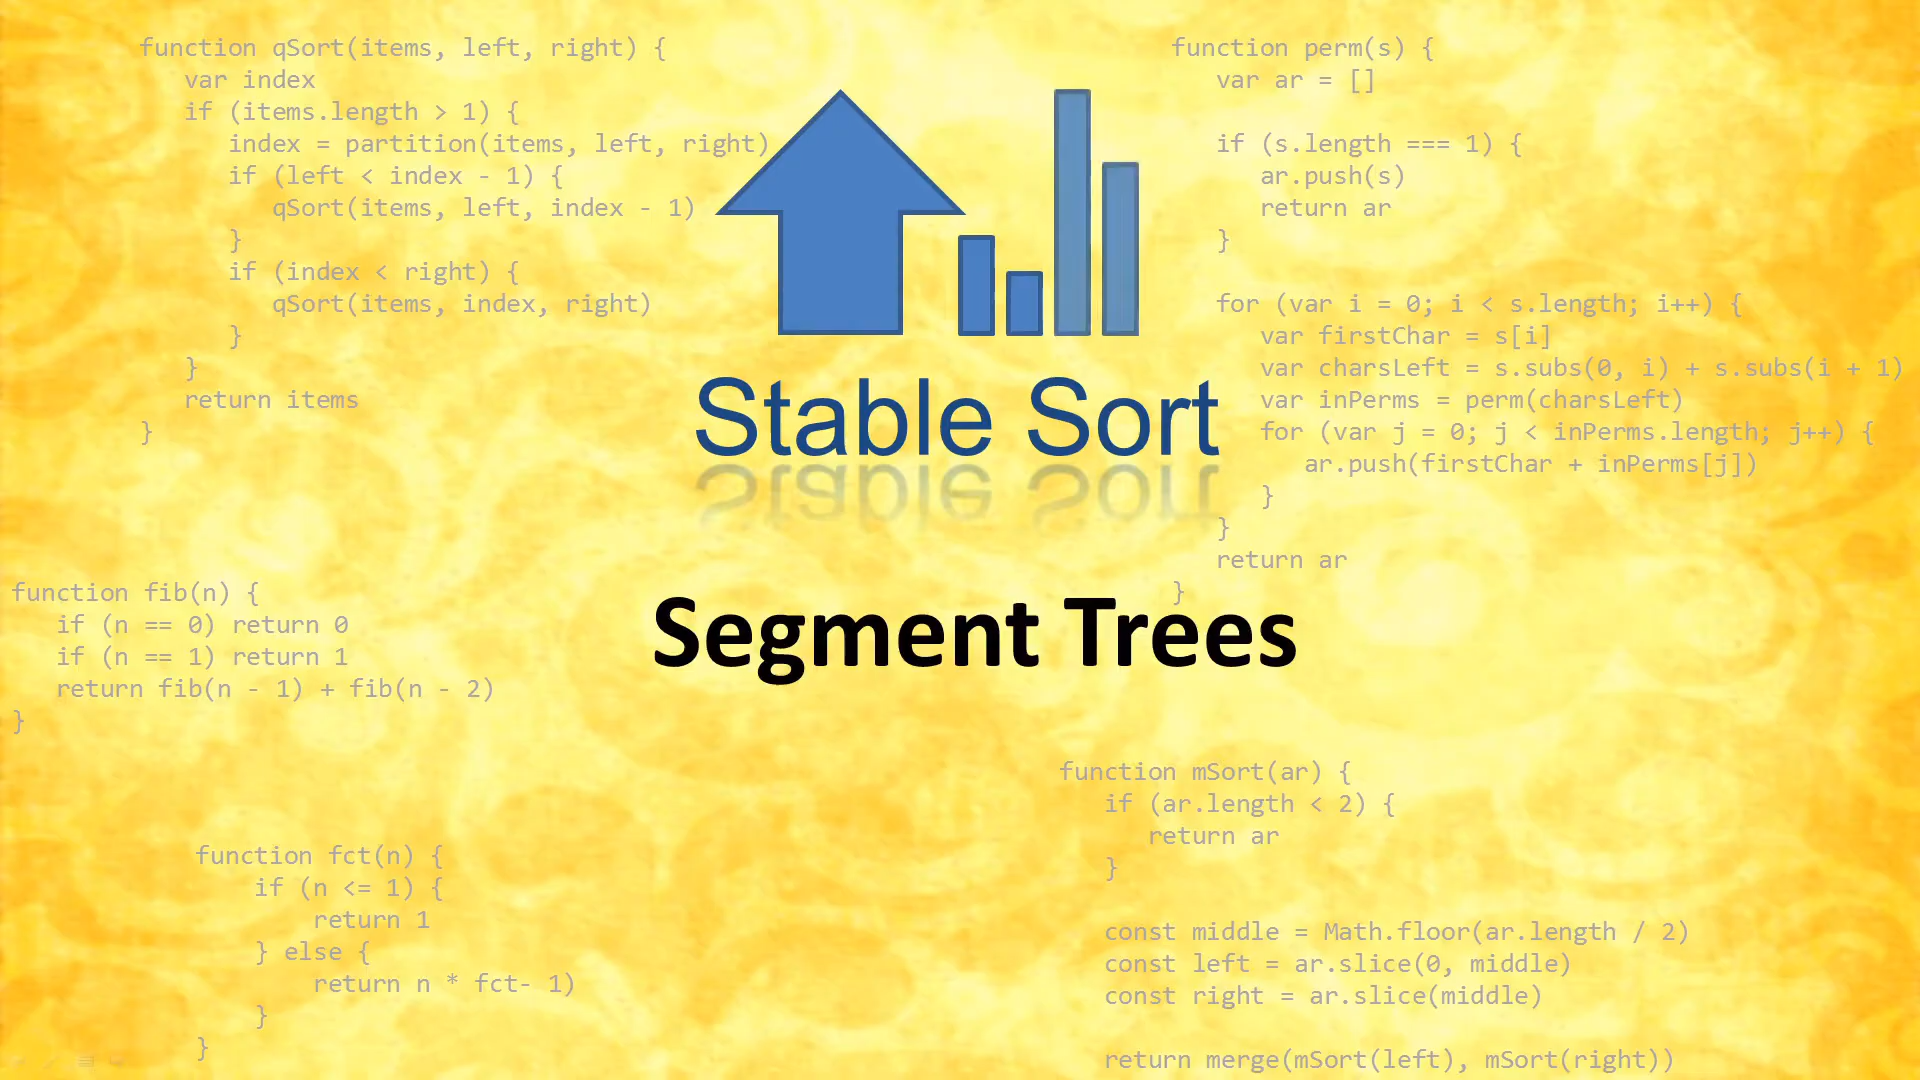 function qSort(items, left, right) {
var index
if (items.length > 1) {
index = partition(items, left, right)
if (left < index - 1) {
qSort(items, left, index - 1)
}
if (index < right) {
qSort(items, index, right)
}
}
return items
}
function perm(s) {
var ar = []
if (s.length === 1) {
ar.push(s)
return ar
}
for (var i = 0; i < s.length; i++) {
var firstChar = s[i]
var charsLeft = s.subs(0, i) + s.subs(i + 1)
var inPerms = perm(charsLeft)
for (var j = 0; j < inPerms.length; j++) {
ar.push(firstChar + inPerms[j])
}
}
return ar
}
Stable Sort
Segment Trees
function fib(n) {
if (n == 0) return 0
if (n == 1) return 1
return fib(n - 1) + fib(n - 2)
}
function fct(n) {
if (n <= 1) {
return 1
} else {
return n * fct- 1)
}
}
function mSort(ar) {
if (ar.length < 2) {
return ar
}
const middle = Math.floor(ar.length / 2)
const left = ar.slice(0, middle)
const right = ar.slice(middle)
return merge(mSort(left), mSort(right))